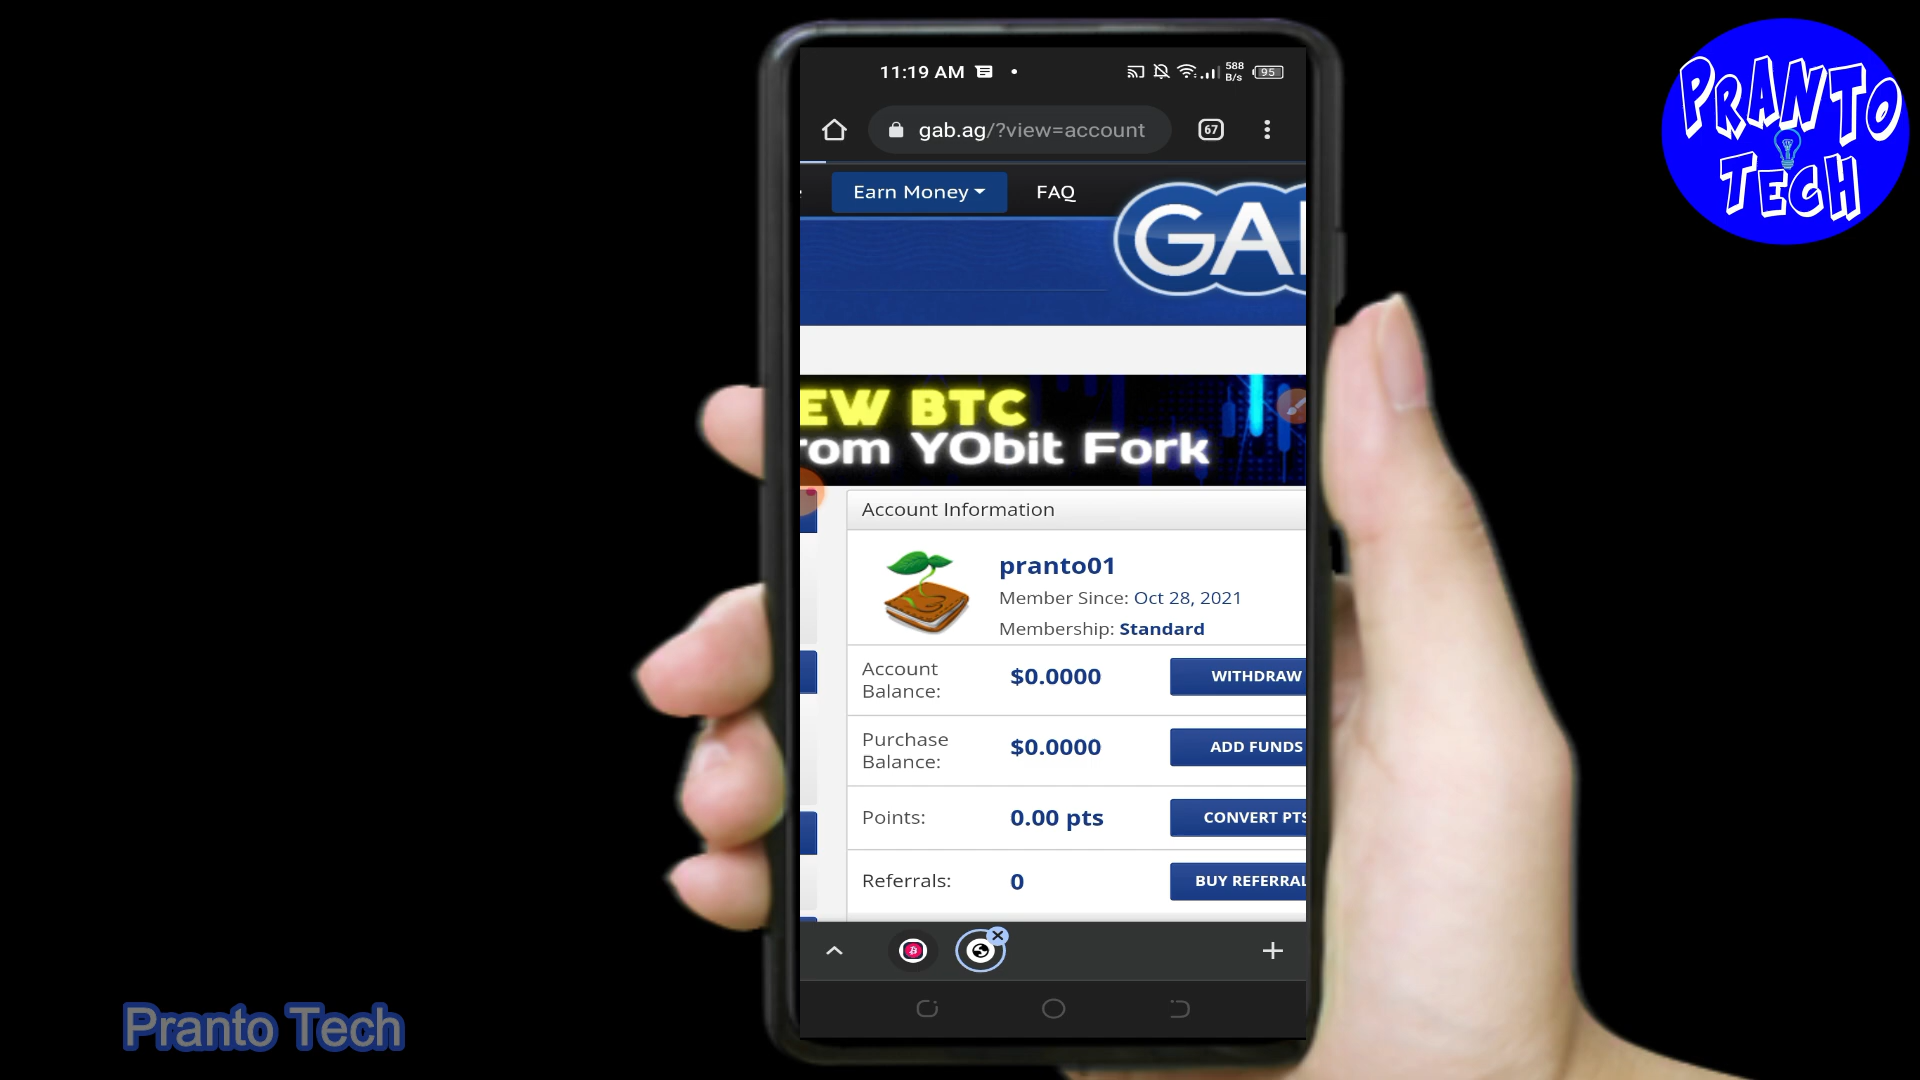 PRANTO
TECH
11:19 AM
588
B/s
95
gab.ag/?view=account
67
Earn Money
FAQ
GA
EW BTC
rom YObit Fork
Account Information
pranto01
Member Since: Oct 28, 2021
Membership: Standard
Account
Balance:
$0.0000
WITHDRAW
Purchase
Balance:
$0.0000
ADD FUNDS
Points:
0.00 pts
CONVERT PTS
Referrals:
0
BUY REFERRAL
Pranto Tech